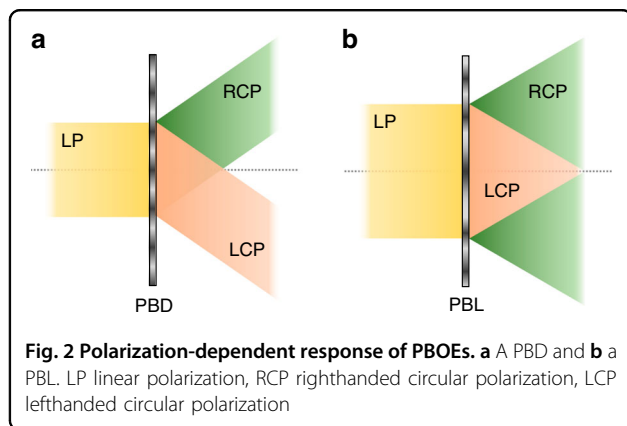 a
RCP
LP
LCP
PBD
b
RCP
LP
LCP
PBL
Fig. 2 Polarization-dependent response of PBOEs. a A PBD and b a
PBL. LP linear polarization, RCP righthanded circular polarization, LCP
lefthanded circular polarization